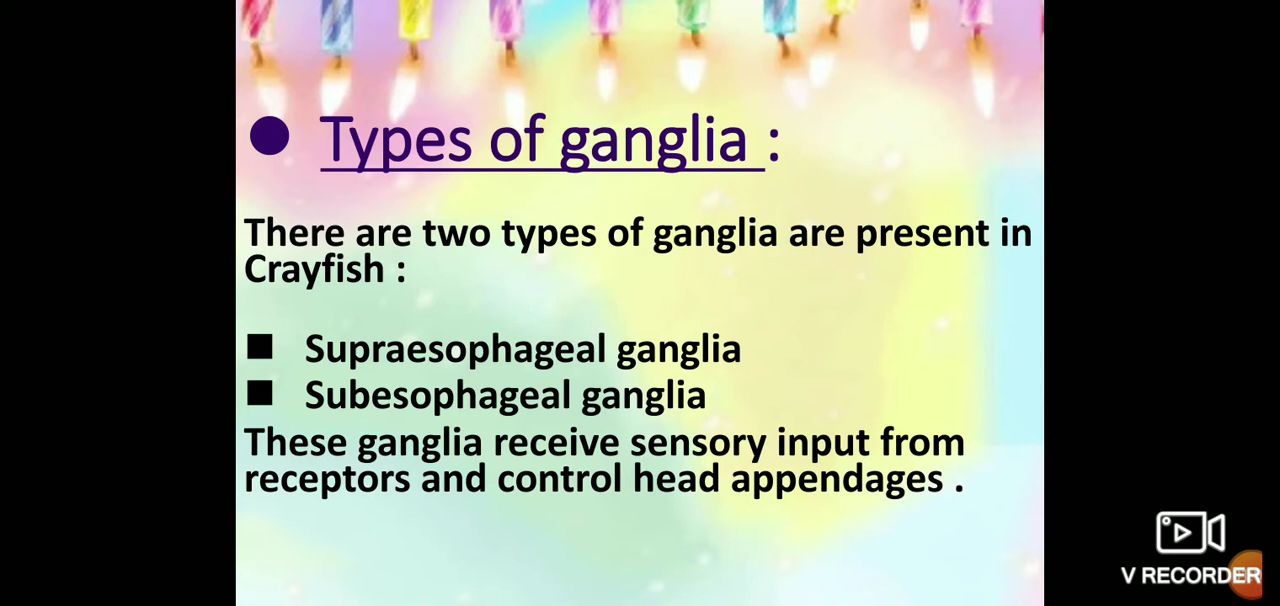 ● Types of ganglia :
There are two types of ganglia are present in
Crayfish :
■ Supraesophageal ganglia
■ Subesophageal ganglia
These ganglia receive sensory input from
receptors and control head appendages .
V RECORDER